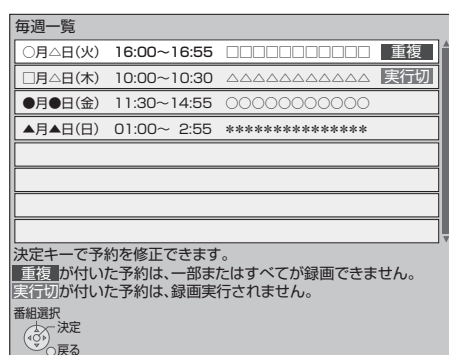 毎週一覧
○月△日(火) 16:00～16:55 □□□□□□□□□□□ 重複
□月△日(木) 10:00～10:30 △△△△△△△△△△△ 実行切
●月●日(金) 11:30～14:55 ○○○○○○○○○○○
▲月▲日(日) 01:00～ 2:55 ***************
決定キーで予約を修正できます。
重複が付いた予約は、一部またはすべてが録画できません。
実行切が付いた予約は、録画実行されません。
番組選択
決定
戻る